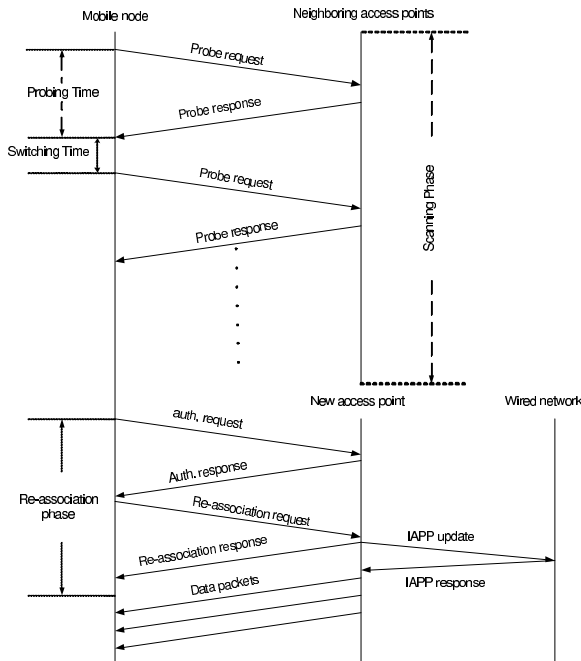 Mobile node
Neighboring access points
Probe request
Probing Time
Probe response
Switching Time
Probe request
Scanning Phase
Probe response
New access point
Wired network
auth, request
Auth. response
Re-association
phase
Re-association request
IAPP update
Re-association response
IAPP response
Data packets